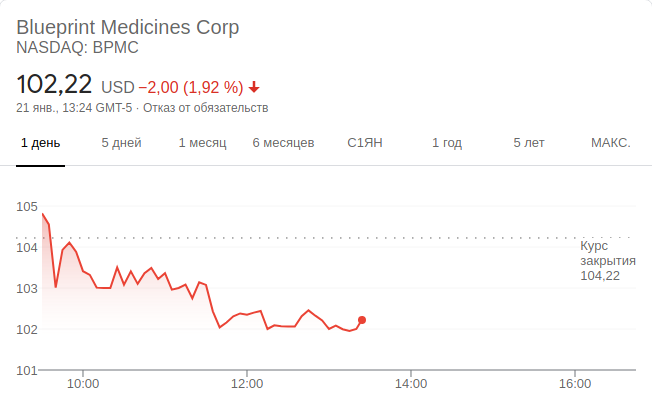 Blueprint Medicines Corp
NASDAQ: BPMC
102,22 USD −2,00 (1,92 %)
21 янв., 13:24 GMT-5 · Отказ от обязательств
1 день 5 дней 1 месяц 6 месяцев С1ЯН 1 год 5 лет МАКС.
105
104
103
102
101
Курс
закрытия
104,22
10:00 12:00 14:00 16:00